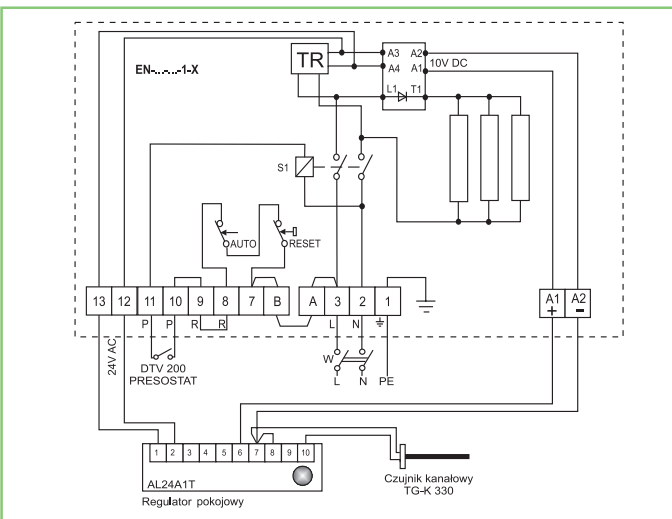 EN-..-..-..-1-X
TR
A3 A2
A4 A1
10V DC
L1 T1
S1
AUTO RESET
13 12 11 10 9 8 7 B A 3 2 1
A1 A2
+ -
P P R R L N
24V AC
DTV 200
PRESOSTAT
W
L N PE
1 2 3 4 5 6 7 8 9 10
AL24A1T
Regulator pokojowy
Czujnik kanałowy
TG-K 330